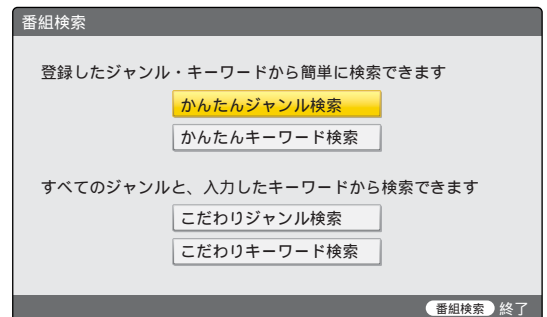 番組検索
登録したジャンル・キーワードから簡単に検索できます
かんたんジャンル検索
かんたんキーワード検索
すべてのジャンルと、入力したキーワードから検索できます
こだわりジャンル検索
こだわりキーワード検索
番組検索 終了